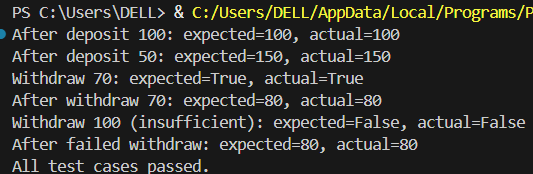 PS C:\Users\DELL> & C:/Users/DELL/AppData/Local/Programs/P
After deposit 100: expected=100, actual=100
After deposit 50: expected=150, actual=150
Withdraw 70: expected=True, actual=True
After withdraw 70: expected=80, actual=80
Withdraw 100 (insufficient): expected=False, actual=False
After failed withdraw: expected=80, actual=80
All test cases passed.